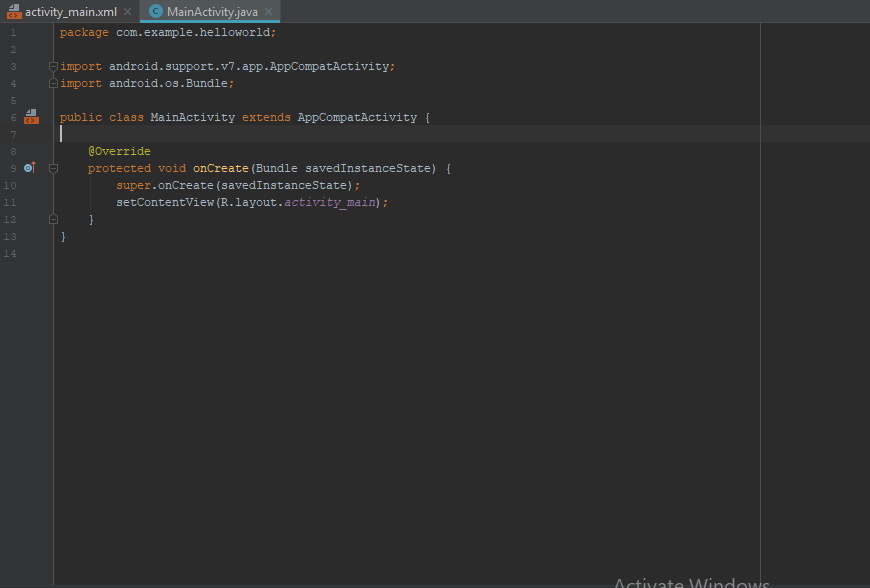 activity_main.xml MainActivity.java
1 package com.example.helloworld;
2
3 import android.support.v7.app.AppCompatActivity;
4 import android.os.Bundle;
5
6 public class MainActivity extends AppCompatActivity {
7
8 @Override
9 protected void onCreate(Bundle savedInstanceState) {
10 super.onCreate(savedInstanceState);
11 setContentView(R.layout.activity_main);
12 }
13 }
14
Activate Windows